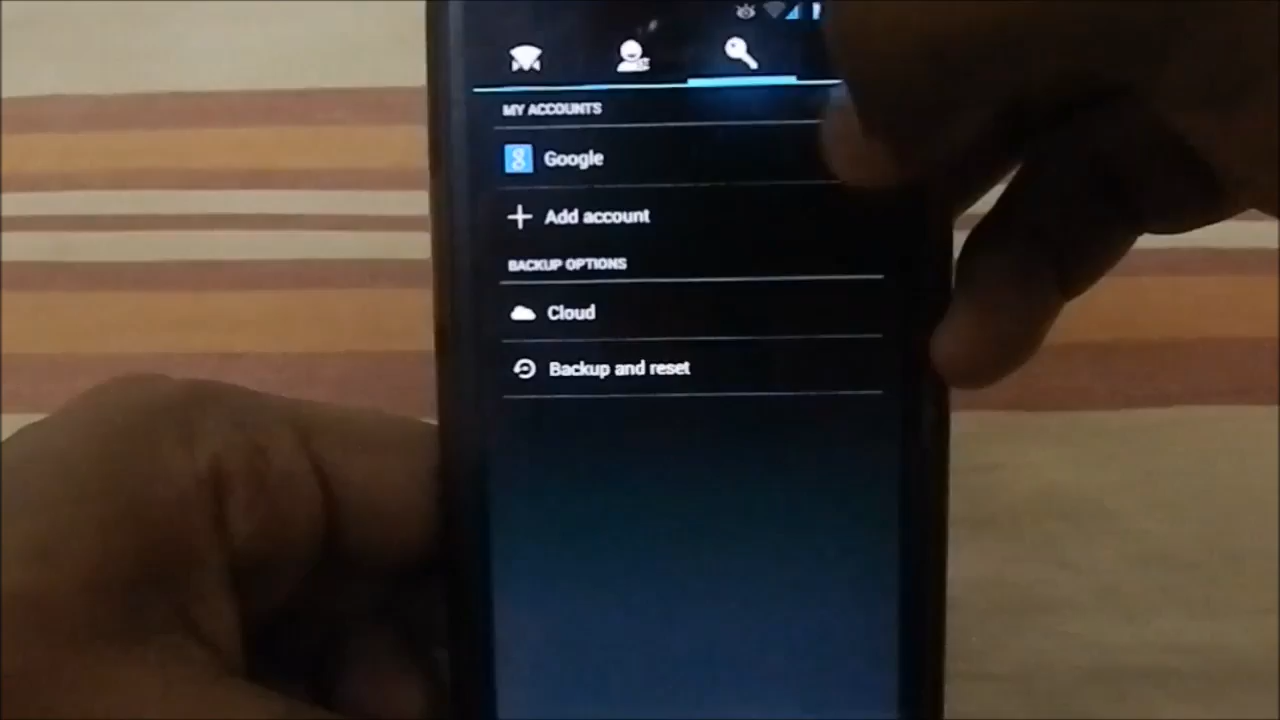 MY ACCOUNTS
Google
Add account
BACKUP OPTIONS
Cloud
Backup and reset